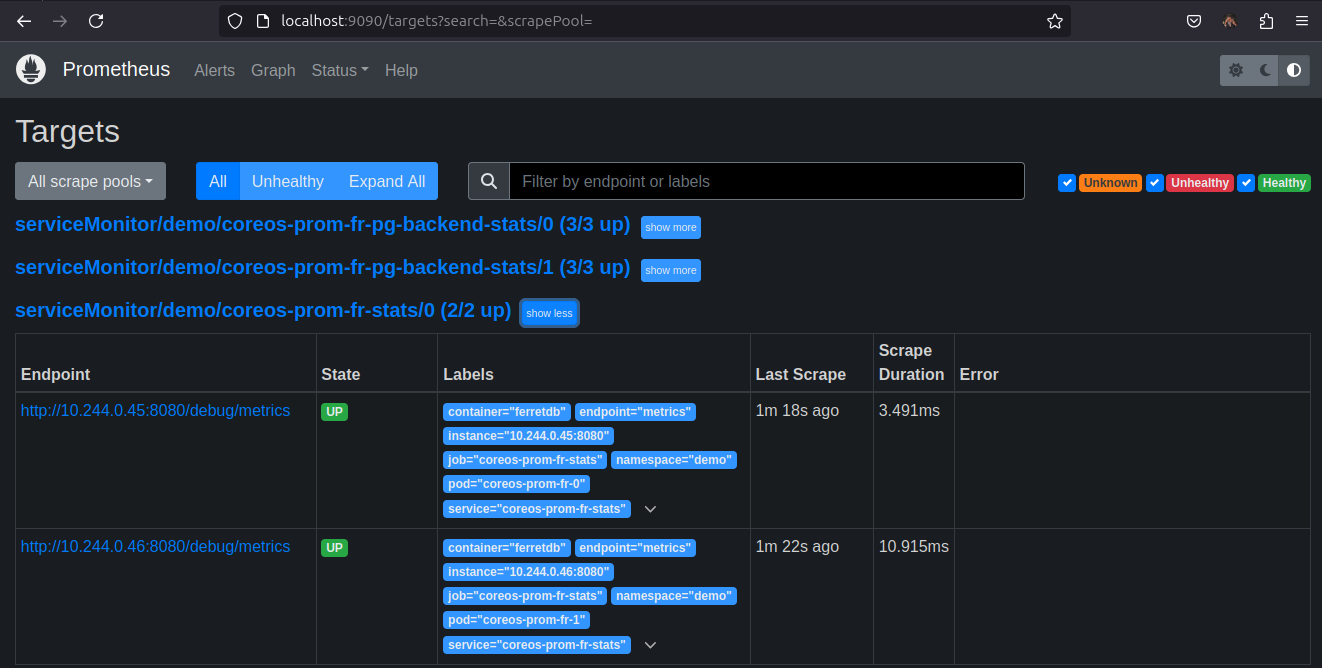 localhost:9090/targets?search=&scrapePool=
Prometheus Alerts Graph Status Help
Targets
All scrape pools All Unhealthy Expand All Filter by endpoint or labels Unknown Unhealthy Healthy
serviceMonitor/demo/coreos-prom-fr-pg-backend-stats/0 (3/3 up) show more
serviceMonitor/demo/coreos-prom-fr-pg-backend-stats/1 (3/3 up) show more
serviceMonitor/demo/coreos-prom-fr-stats/0 (2/2 up) show less
Endpoint State Labels Last Scrape Scrape Duration Error
http://10.244.0.45:8080/debug/metrics UP container="ferretdb" endpoint="metrics" 1m 18s ago 3.491ms
instance="10.244.0.45:8080"
job="coreos-prom-fr-stats" namespace="demo"
pod="coreos-prom-fr-0"
service="coreos-prom-fr-stats"
http://10.244.0.46:8080/debug/metrics UP container="ferretdb" endpoint="metrics" 1m 22s ago 10.915ms
instance="10.244.0.46:8080"
job="coreos-prom-fr-stats" namespace="demo"
pod="coreos-prom-fr-1"
service="coreos-prom-fr-stats"